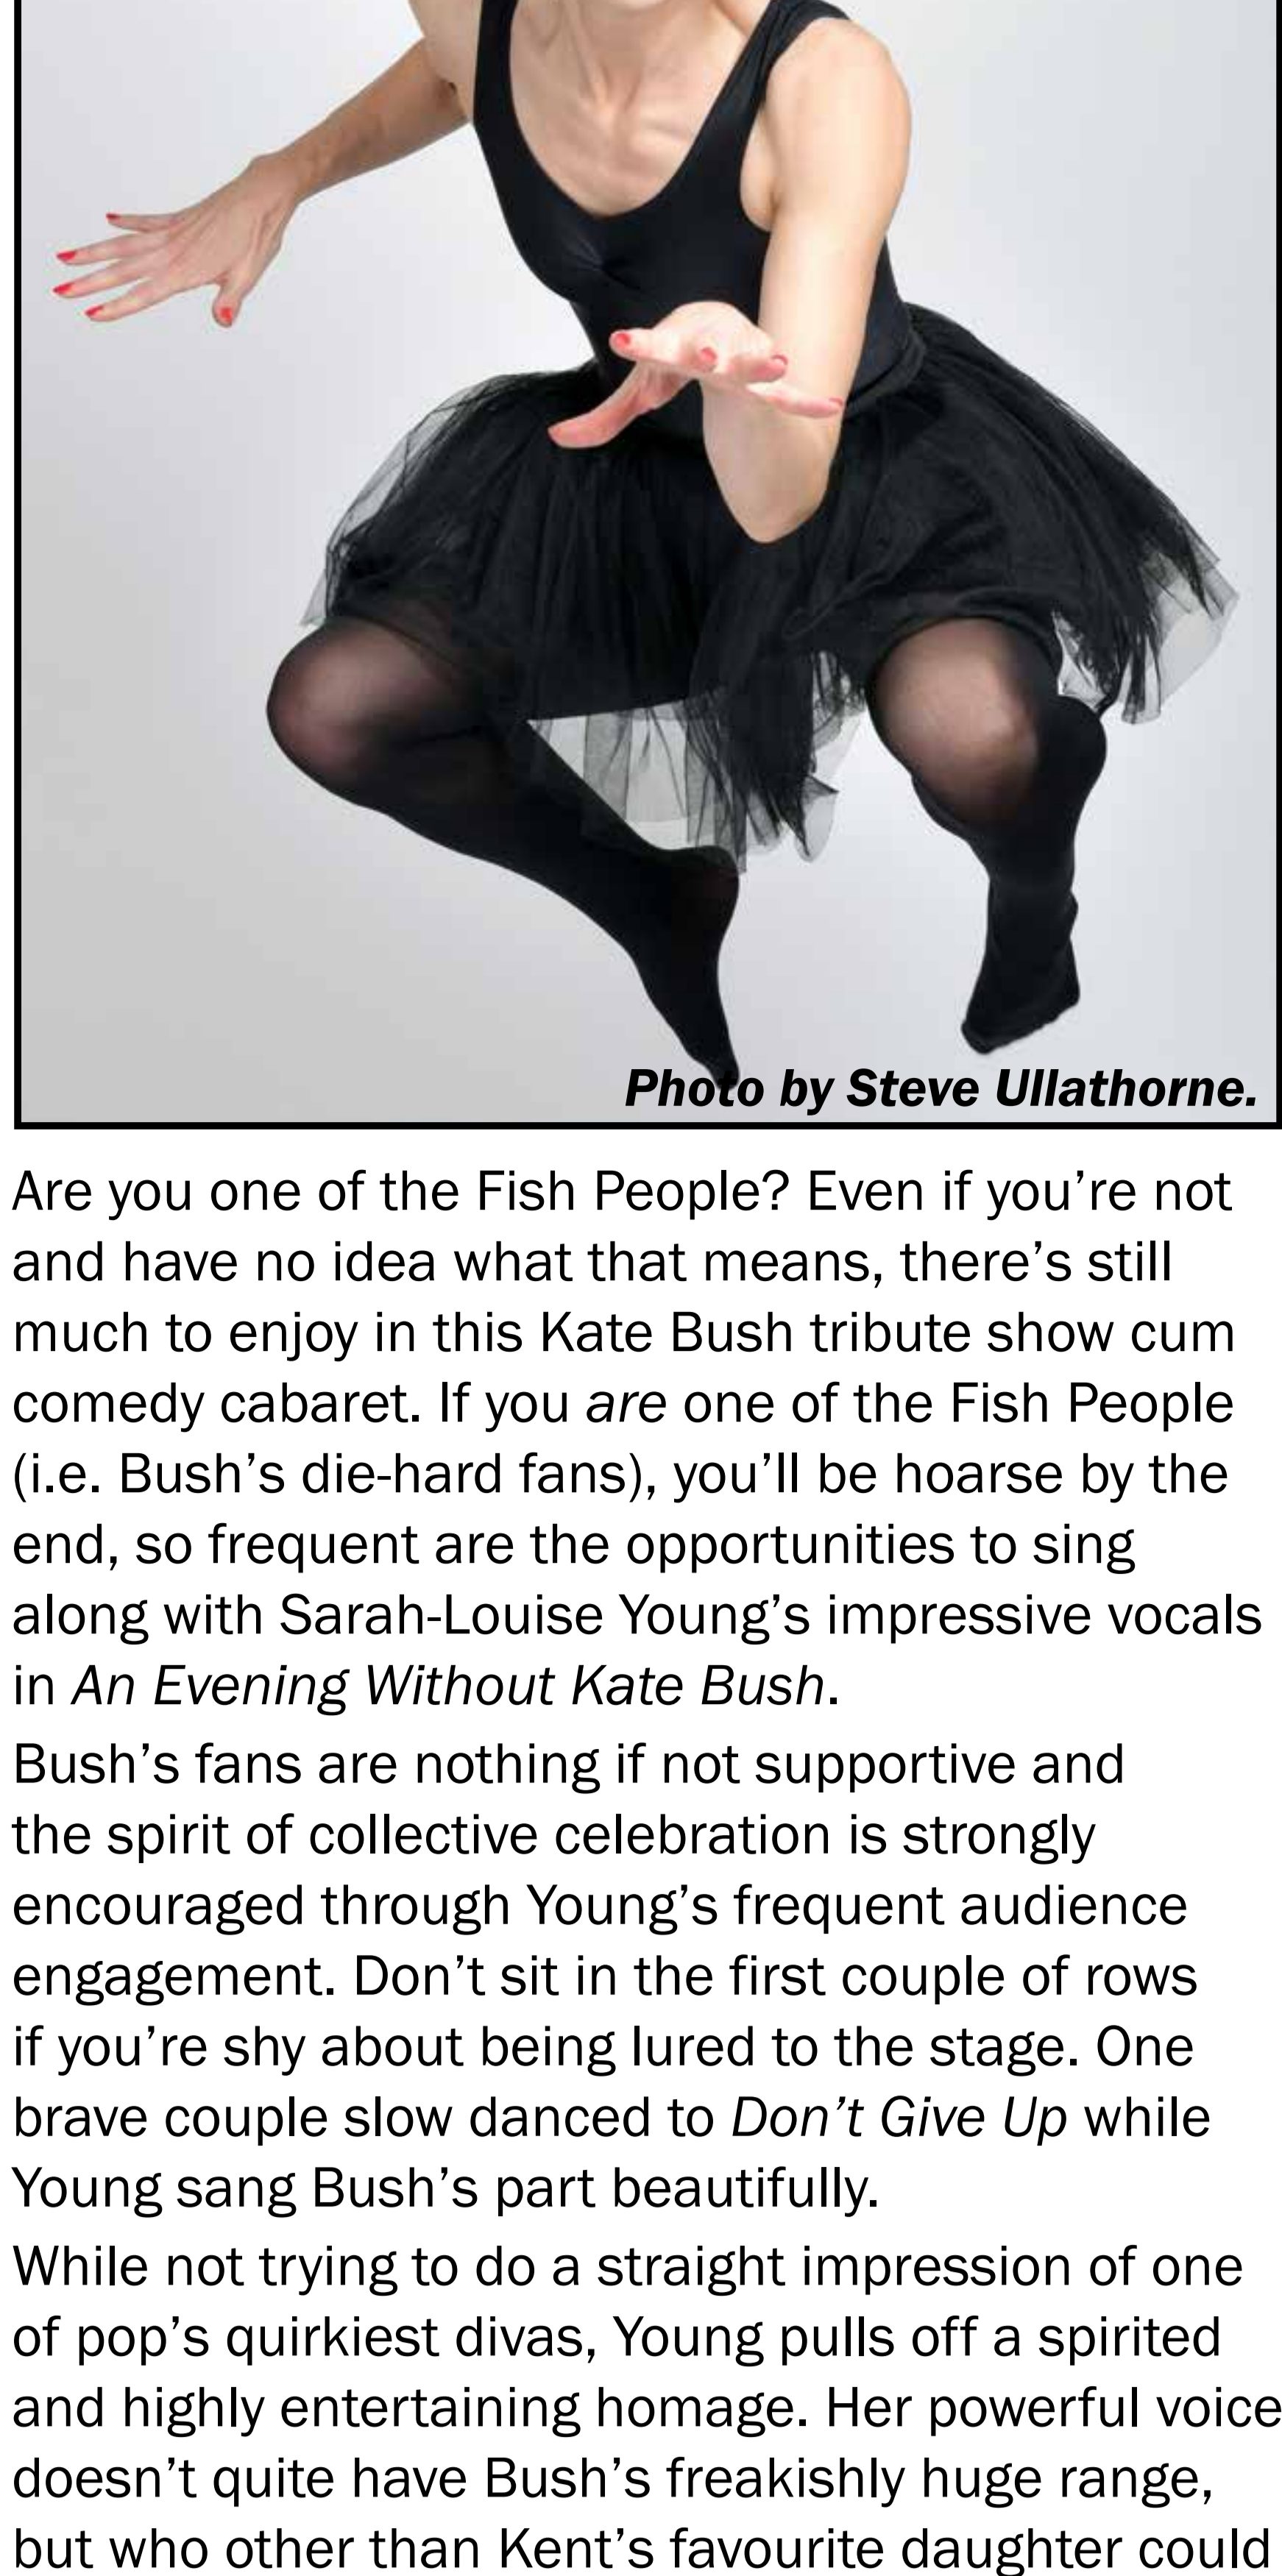 Photo by Steve Ullathorne.
Are you one of the Fish People? Even if you’re not
and have no idea what that means, there’s still
much to enjoy in this Kate Bush tribute show cum
comedy cabaret. If you are one of the Fish People
(i.e. Bush’s die-hard fans), you’ll be hoarse by the
end, so frequent are the opportunities to sing
along with Sarah-Louise Young’s impressive vocals
in An Evening Without Kate Bush.
Bush’s fans are nothing if not supportive and
the spirit of collective celebration is strongly
encouraged through Young’s frequent audience
engagement. Don’t sit in the first couple of rows
if you’re shy about being lured to the stage. One
brave couple slow danced to Don’t Give Up while
Young sang Bush’s part beautifully.
While not trying to do a straight impression of one
of pop’s quirkiest divas, Young pulls off a spirited
and highly entertaining homage. Her powerful voice
doesn’t quite have Bush’s freakishly huge range,
but who other than Kent’s favourite daughter could